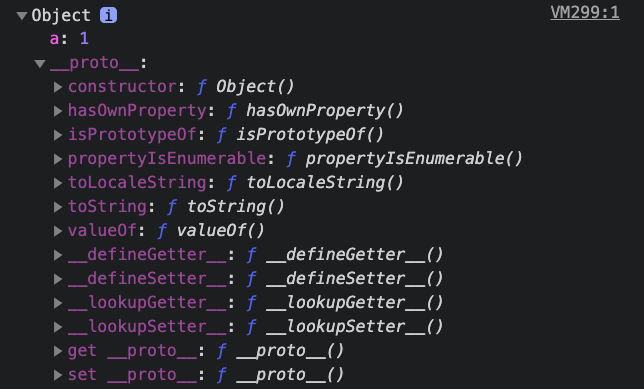 Object i VM299:1
a: 1
__proto__:
constructor: ƒ Object()
hasOwnProperty: ƒ hasOwnProperty()
isPrototypeOf: ƒ isPrototypeOf()
propertyIsEnumerable: ƒ propertyIsEnumerable()
toLocaleString: ƒ toLocaleString()
toString: ƒ toString()
valueOf: ƒ valueOf()
__defineGetter__: ƒ __defineGetter__()
__defineSetter__: ƒ __defineSetter__()
__lookupGetter__: ƒ __lookupGetter__()
__lookupSetter__: ƒ __lookupSetter__()
get __proto__: ƒ __proto__()
set __proto__: ƒ __proto__()